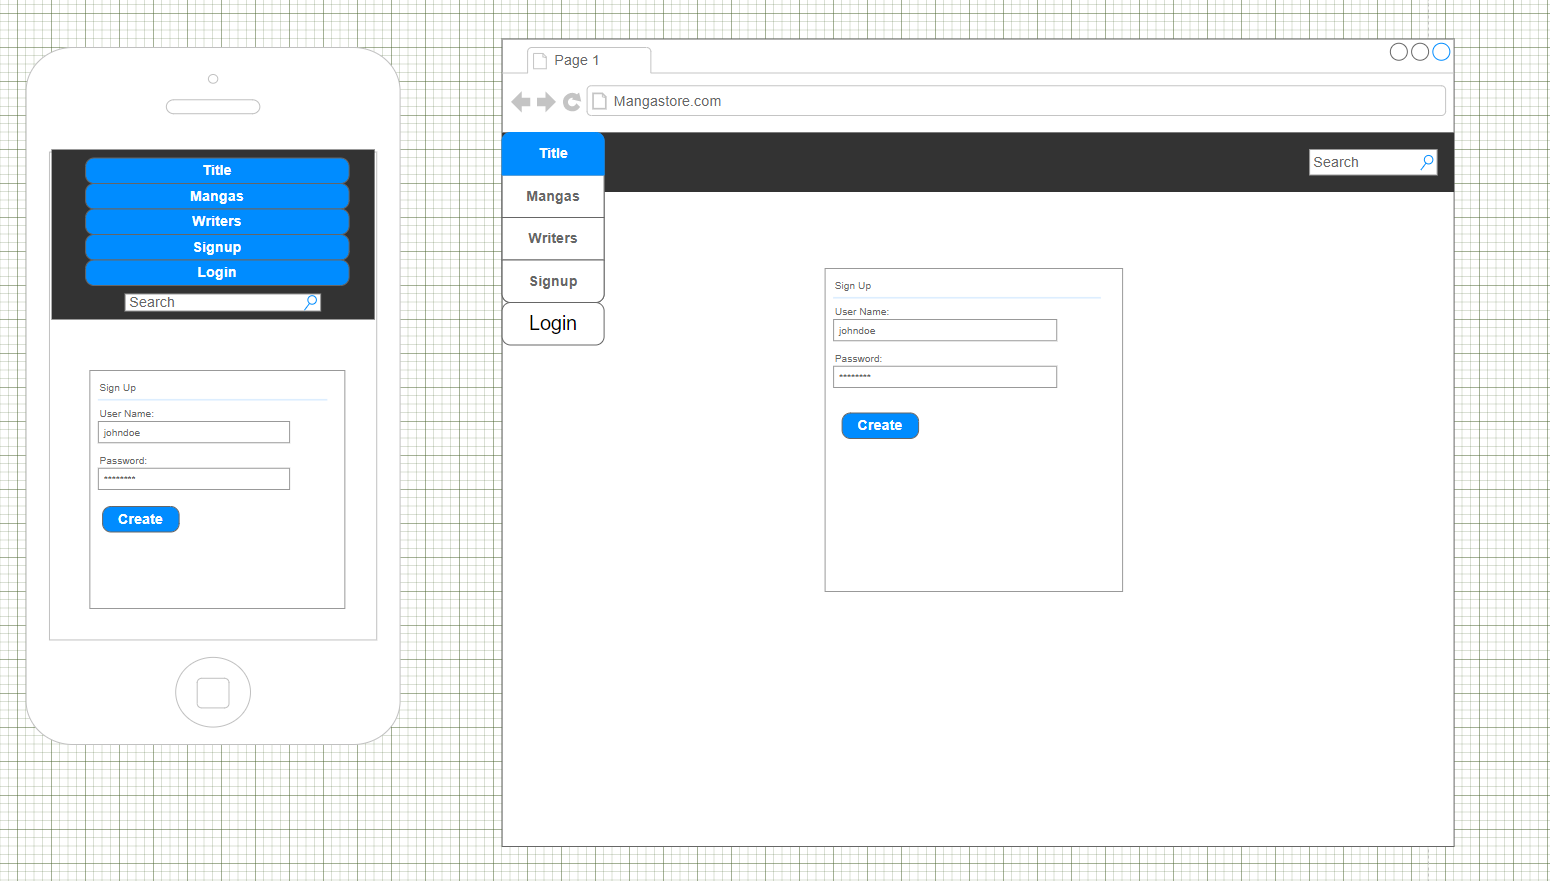 Title
Mangas
Writers
Signup
Login
Search
Sign Up
User Name:
johndoe
Password:
********
Create
Page 1
Mangastore.com
Title
Search
Mangas
Writers
Signup
Login
Sign Up
User Name:
johndoe
Password:
********
Create